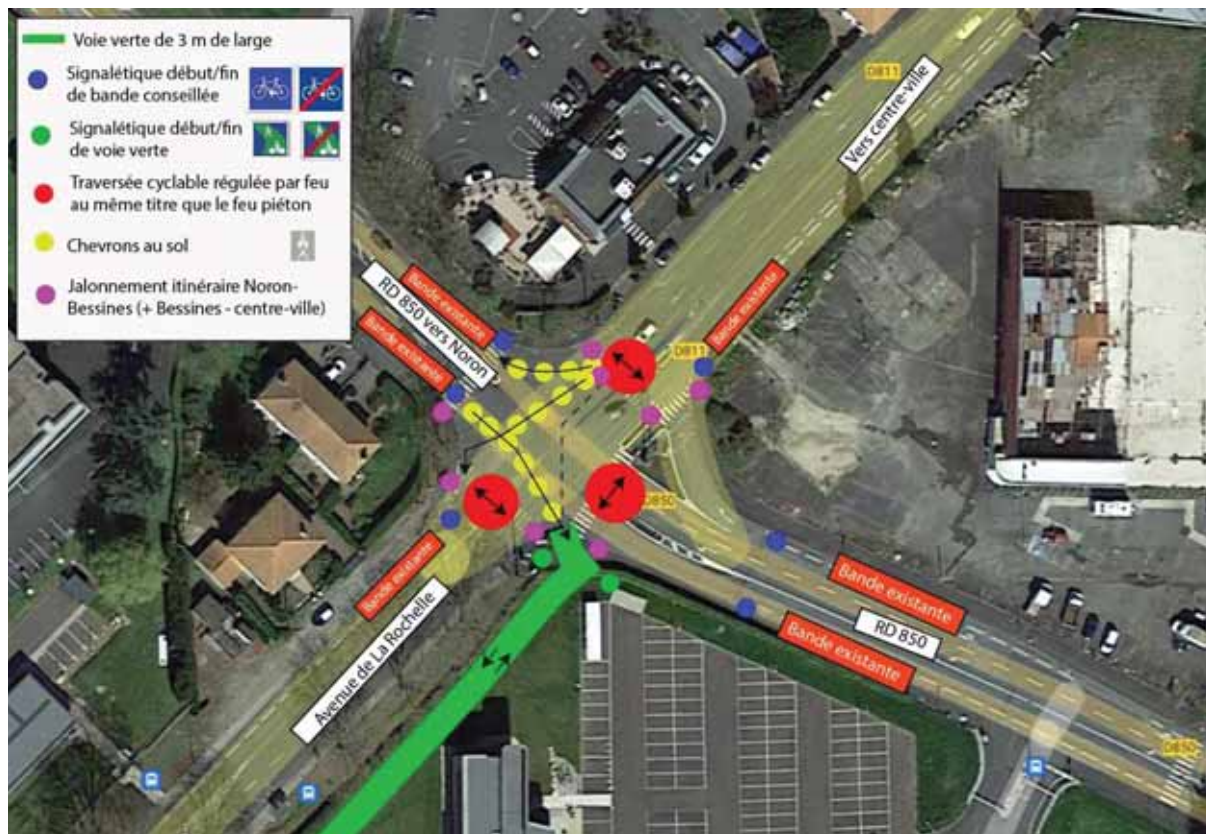 Voie verte de 3 m de large
Signalétique début/fin
de bande conseillée
Signalétique début/fin
de voie verte
Traversée cyclable régulée par feu
au même titre que le feu piéton
Chevrons au sol
Jalonnement itinéraire Noron-
Bessines (+ Bessines - centre-ville)
D811
Vers centre-ville
Bande existante
RD 850 vers Noron
Bande existante
Bande existante
D811
D850
Bande existante
Avenue de La Rochelle
Bande existante
RD 850
Bande existante
D850